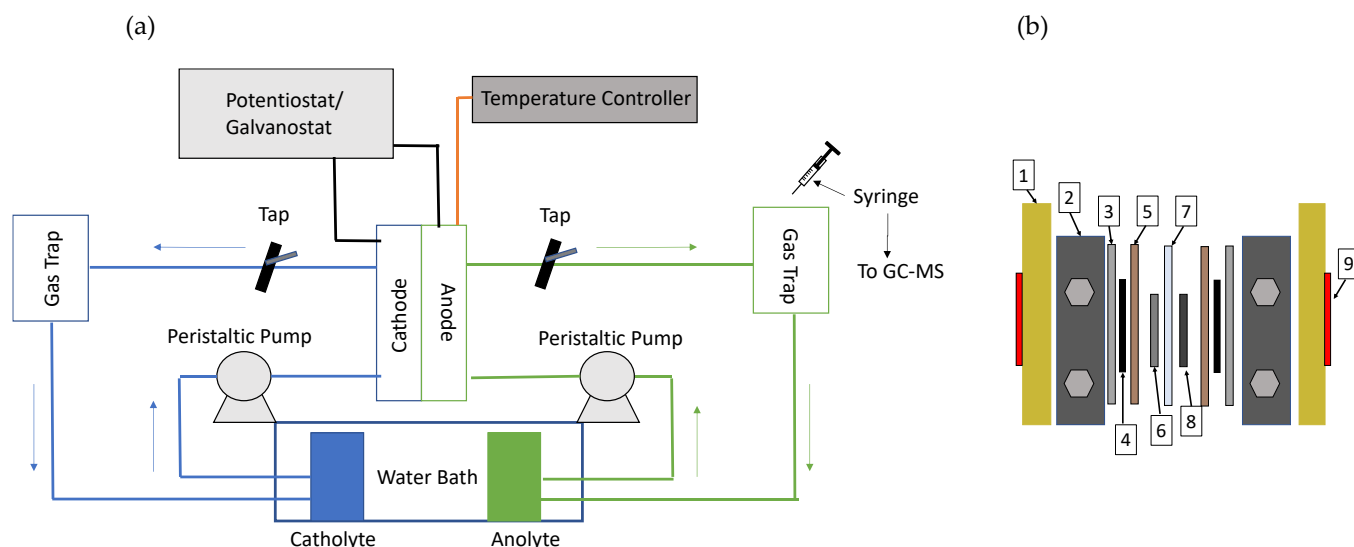 (a)
(b)
Potentiostat/
Galvanostat
Temperature Controller
Tap
Tap
Syringe
To GC-MS
Gas Trap
Cathode
Anode
Gas Trap
Peristaltic Pump
Peristaltic Pump
Water Bath
Catholyte
Anolyte
1
2
3
5
7
9
4
6
8